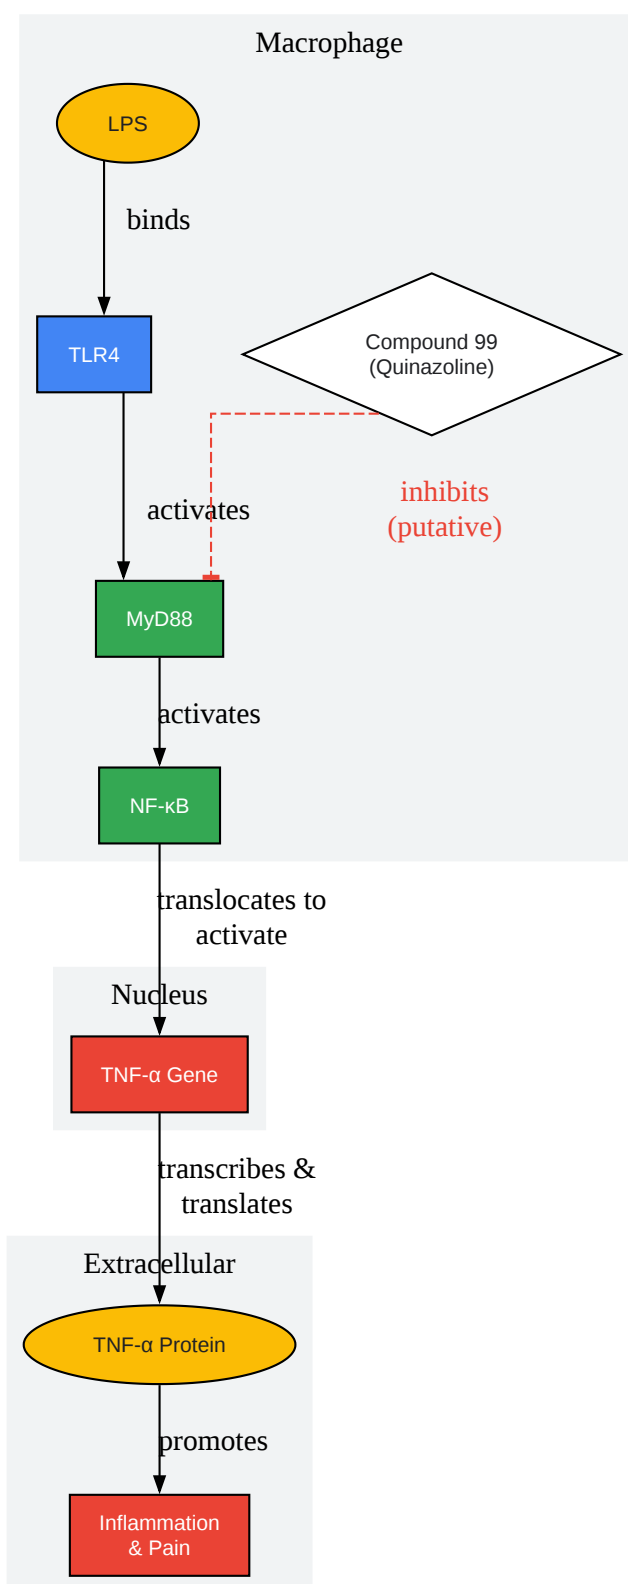 Macrophage
LPS
binds
TLR4
Compound 99
(Quinazoline)
activates
inhibits
(putative)
MyD88
activates
NF-κB
translocates to
activate
Nucleus
TNF-α Gene
transcribes &
translates
Extracellular
TNF-α Protein
promotes
Inflammation
& Pain